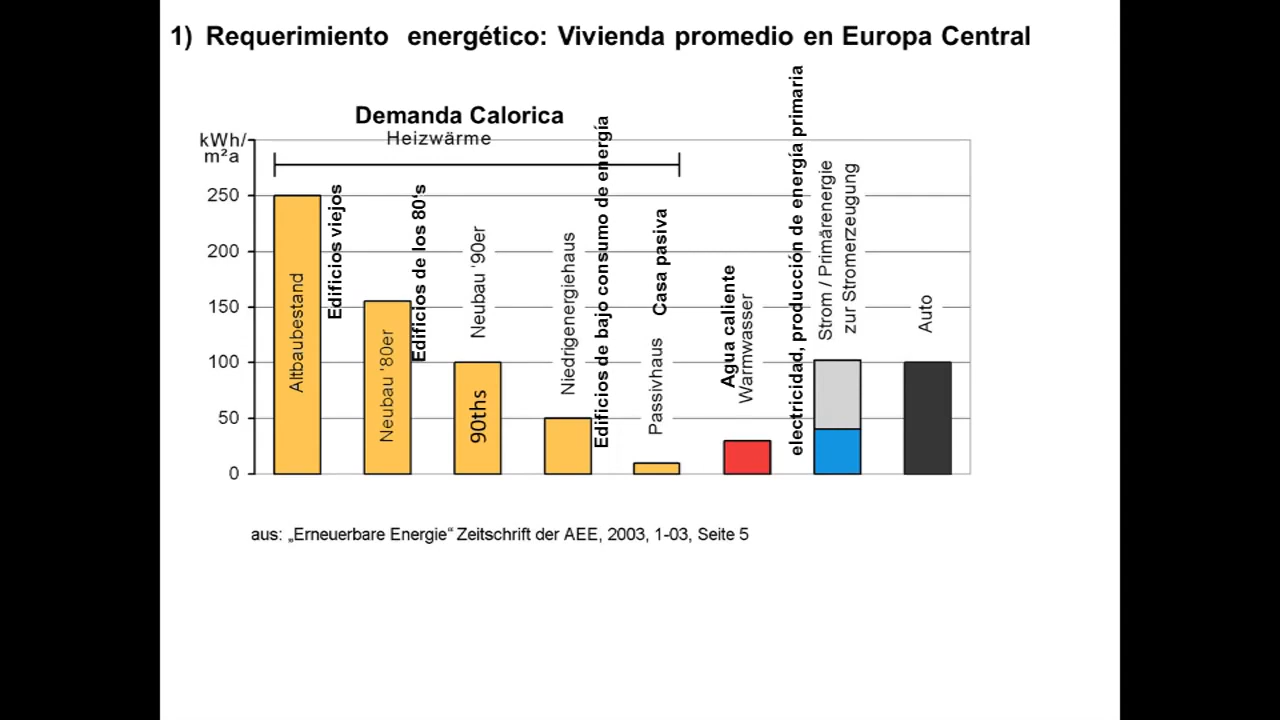 1) Requerimiento energético: Vivienda promedio en Europa Central
Demanda Calorica
Heizwärme
kWh/
m²a
250
200
150
100
50
0
Altbaubestand
Edificios viejos
Neubau '80er
Edificios de los 80's
Neubau '90er
90ths
Niedrigenergiehaus
Edificios de bajo consumo de energía
Passivhaus
Casa pasiva
Agua caliente
Warmwasser
electricidad, producción de energía primaria
Strom / Primärenergie
zur Stromerzeugung
Auto
aus: „Erneuerbare Energie“ Zeitschrift der AEE, 2003, 1-03, Seite 5